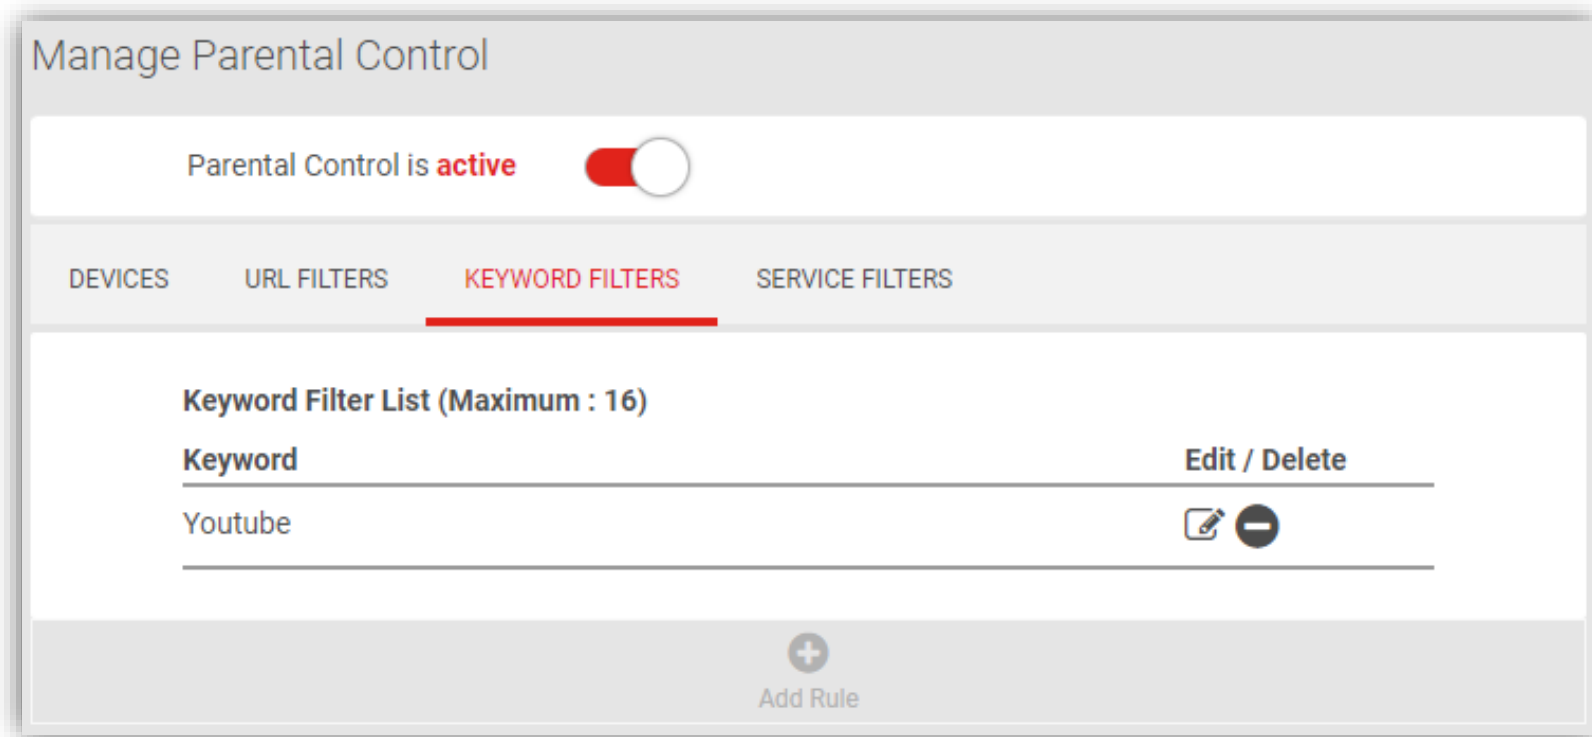 Manage Parental Control
Parental Control is active
DEVICES URL FILTERS KEYWORD FILTERS SERVICE FILTERS
Keyword Filter List (Maximum : 16)
Keyword Edit / Delete
Youtube
Add Rule